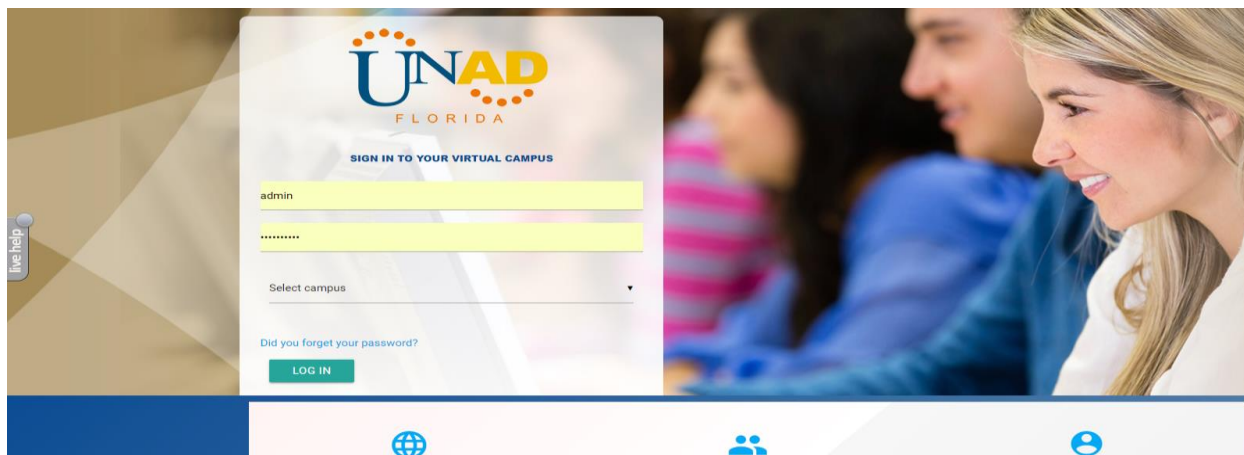 UNAD
FLORIDA
SIGN IN TO YOUR VIRTUAL CAMPUS
admin
••••••••••
live help
Select campus ▼
Did you forget your password?
LOG IN